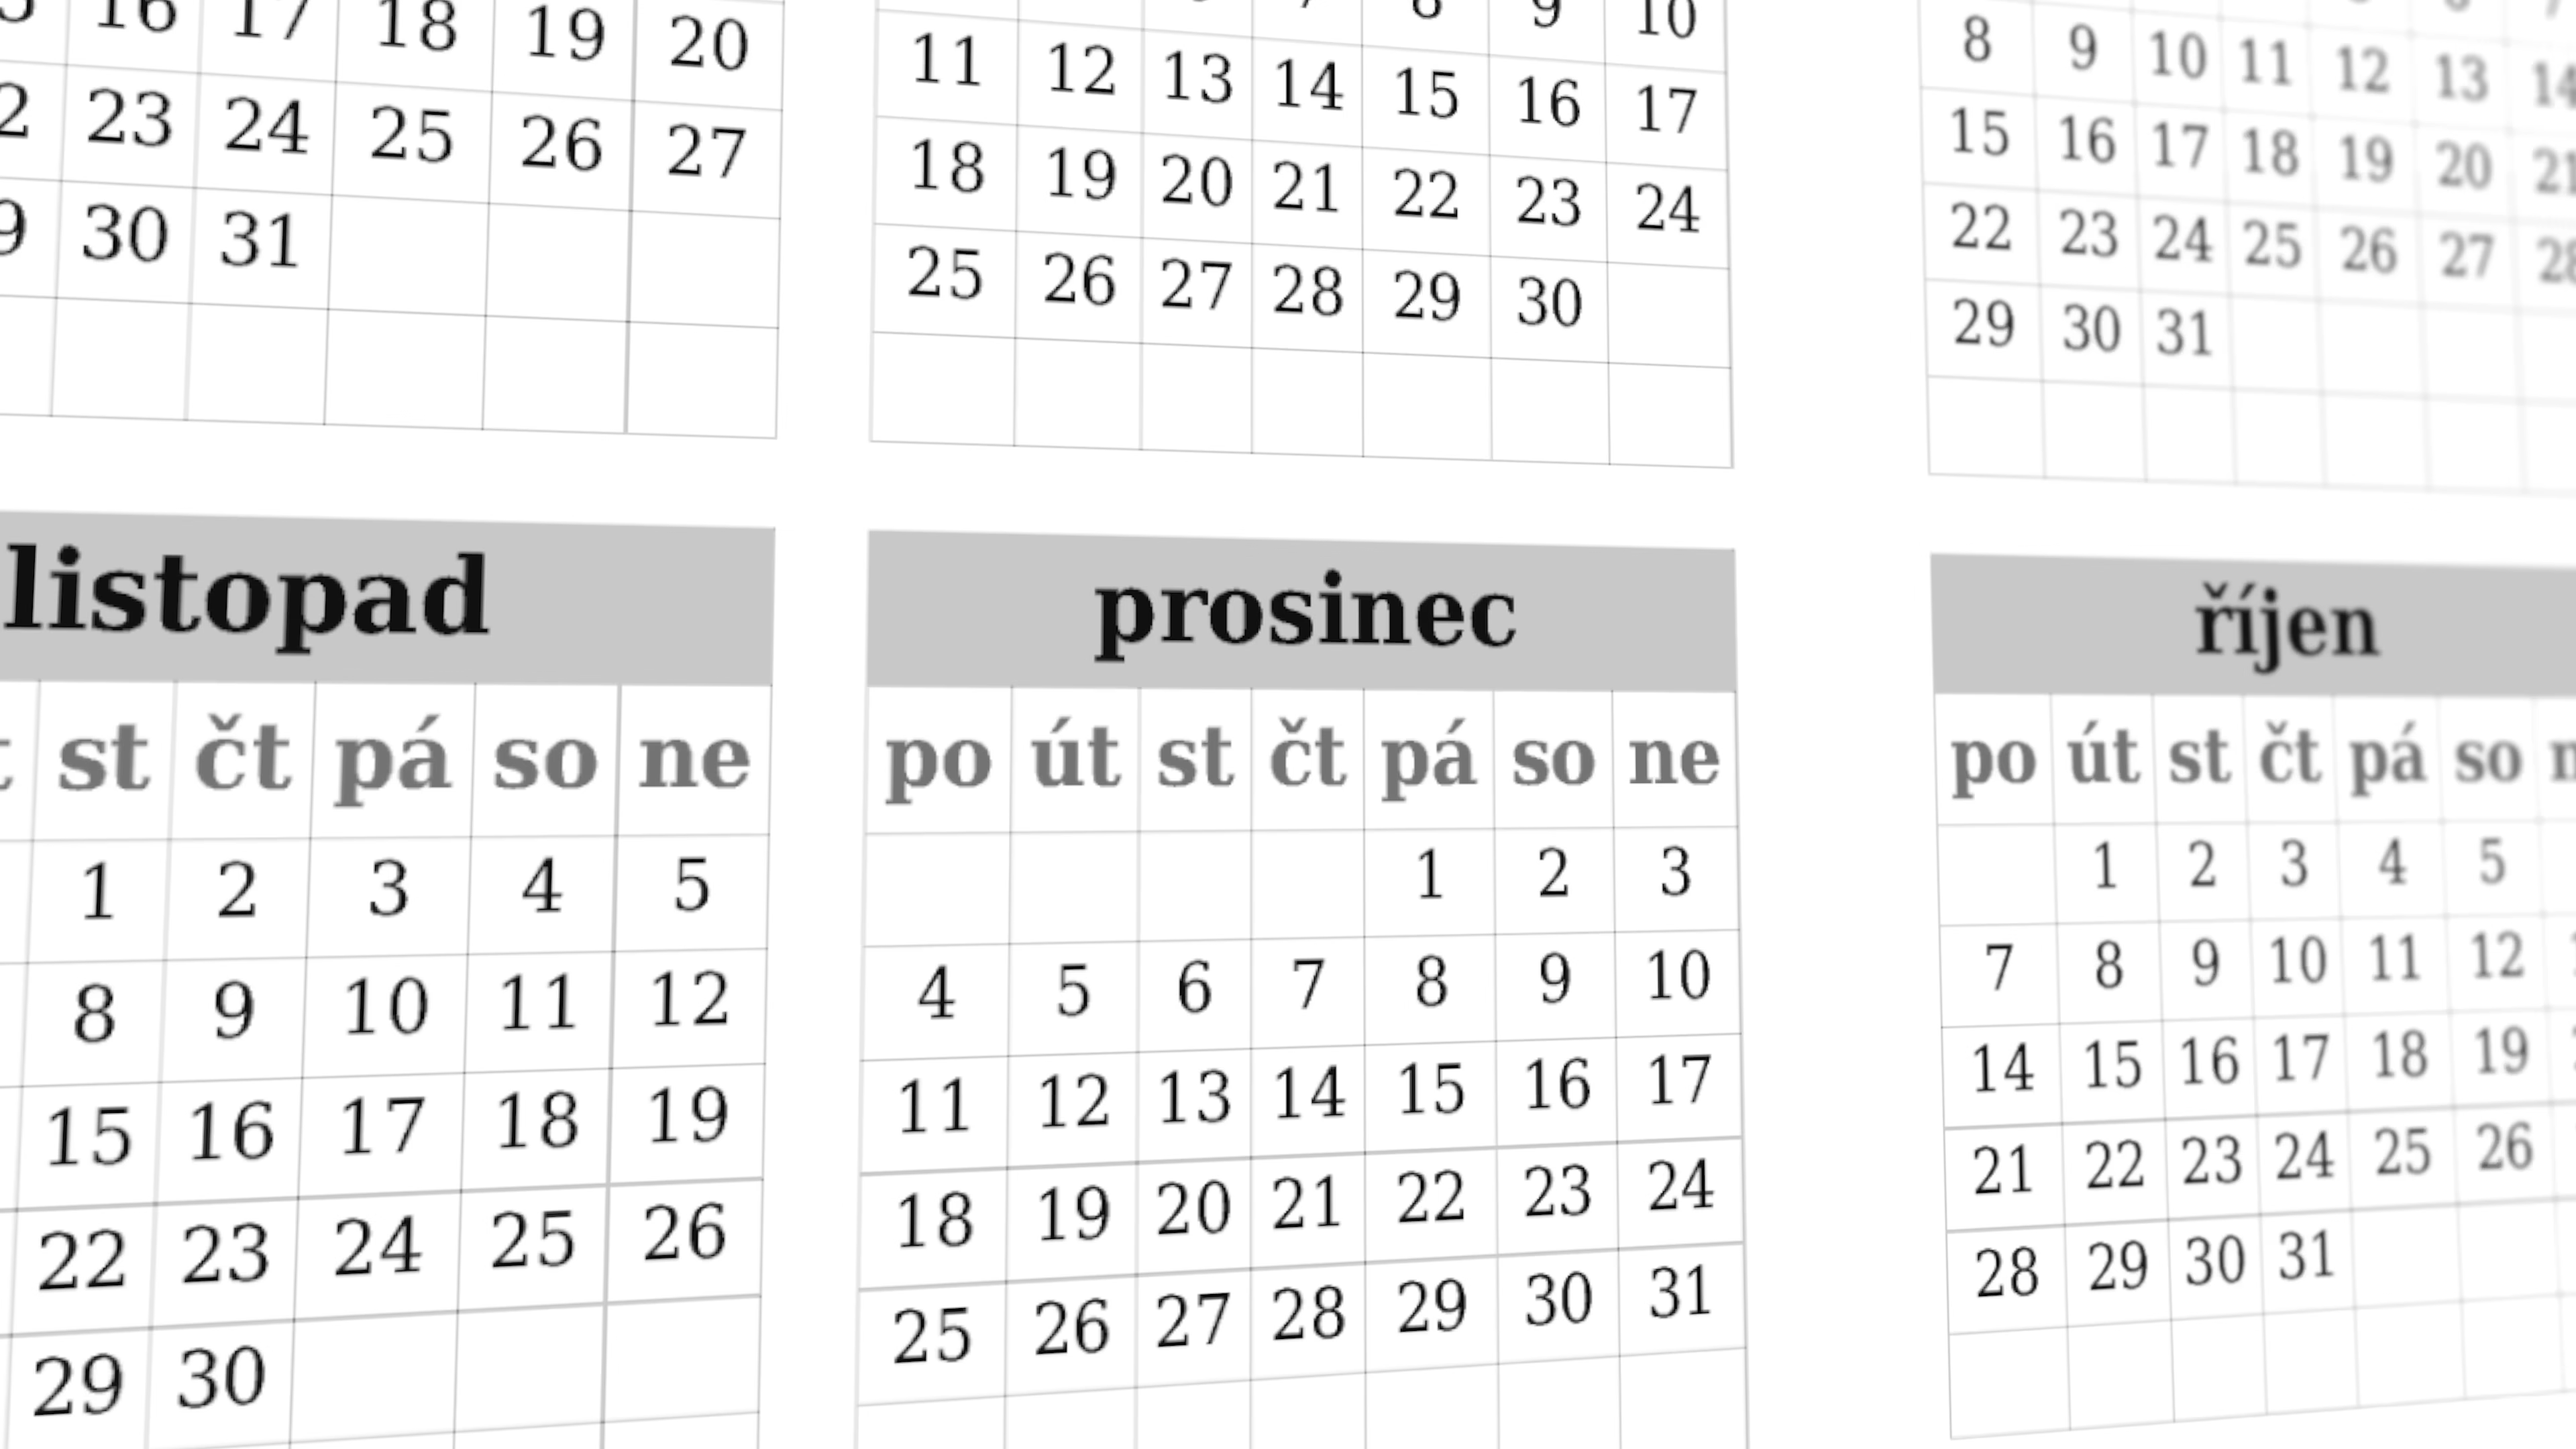 16 17 18 19 20
23 24 25 26 27
30 31
8 9 10
11 12 13 14 15 16 17
18 19 20 21 22 23 24
25 26 27 28 29 30
8 9 10 11 12 13 14
15 16 17 18 19 20 21
22 23 24 25 26 27 28
29 30 31
listopad
st čt pá so ne
1 2 3 4 5
8 9 10 11 12
15 16 17 18 19
22 23 24 25 26
29 30
prosinec
po út st čt pá so ne
1 2 3
4 5 6 7 8 9 10
11 12 13 14 15 16 17
18 19 20 21 22 23 24
25 26 27 28 29 30 31
říjen
po út st čt pá so
1 2 3 4 5
7 8 9 10 11 12
14 15 16 17 18 19
21 22 23 24 25 26
28 29 30 31